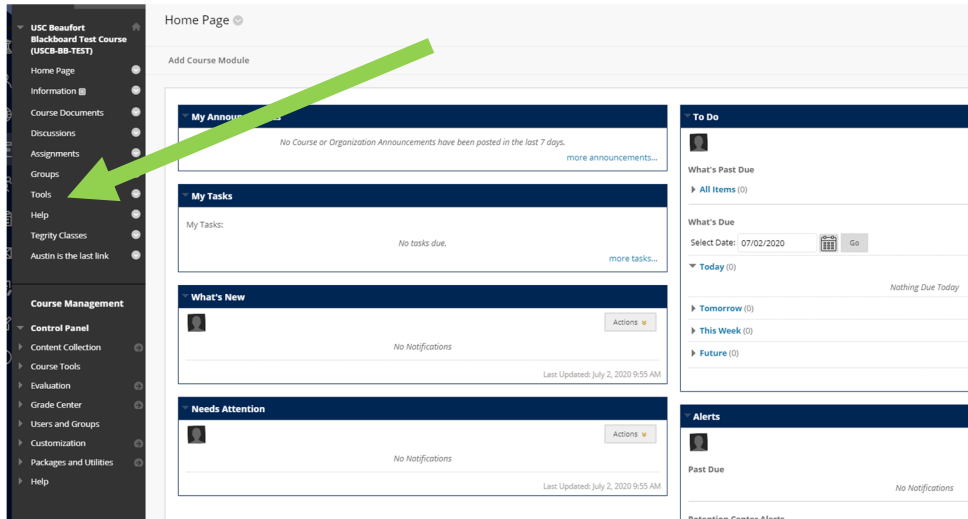 USC Beaufort
Blackboard Test Course
(USCB-BB-TEST)
Home Page
Information
Course Documents
Discussions
Assignments
Groups
Tools
Help
Tegrity Classes
Austin is the last link
Course Management
Control Panel
Content Collection
Course Tools
Evaluation
Grade Center
Users and Groups
Customization
Packages and Utilities
Help
Home Page
Add Course Module
My
No Course or Organization Announcements have been posted in the last 7 days.
more announcements...
My Tasks
My Tasks:
No tasks due.
more tasks...
What's New
Actions
No Notifications
Last Updated: July 2, 2020 9:55 AM
Needs Attention
Actions
No Notifications
Last Updated: July 2, 2020 9:55 AM
To Do
What's Past Due
All Items (0)
What's Due
Select Date: 07/02/2020 Go
Today (0)
Nothing Due Today
Tomorrow (0)
This Week (0)
Future (0)
Alerts
Past Due
No Notifications
Retention Center Alerts